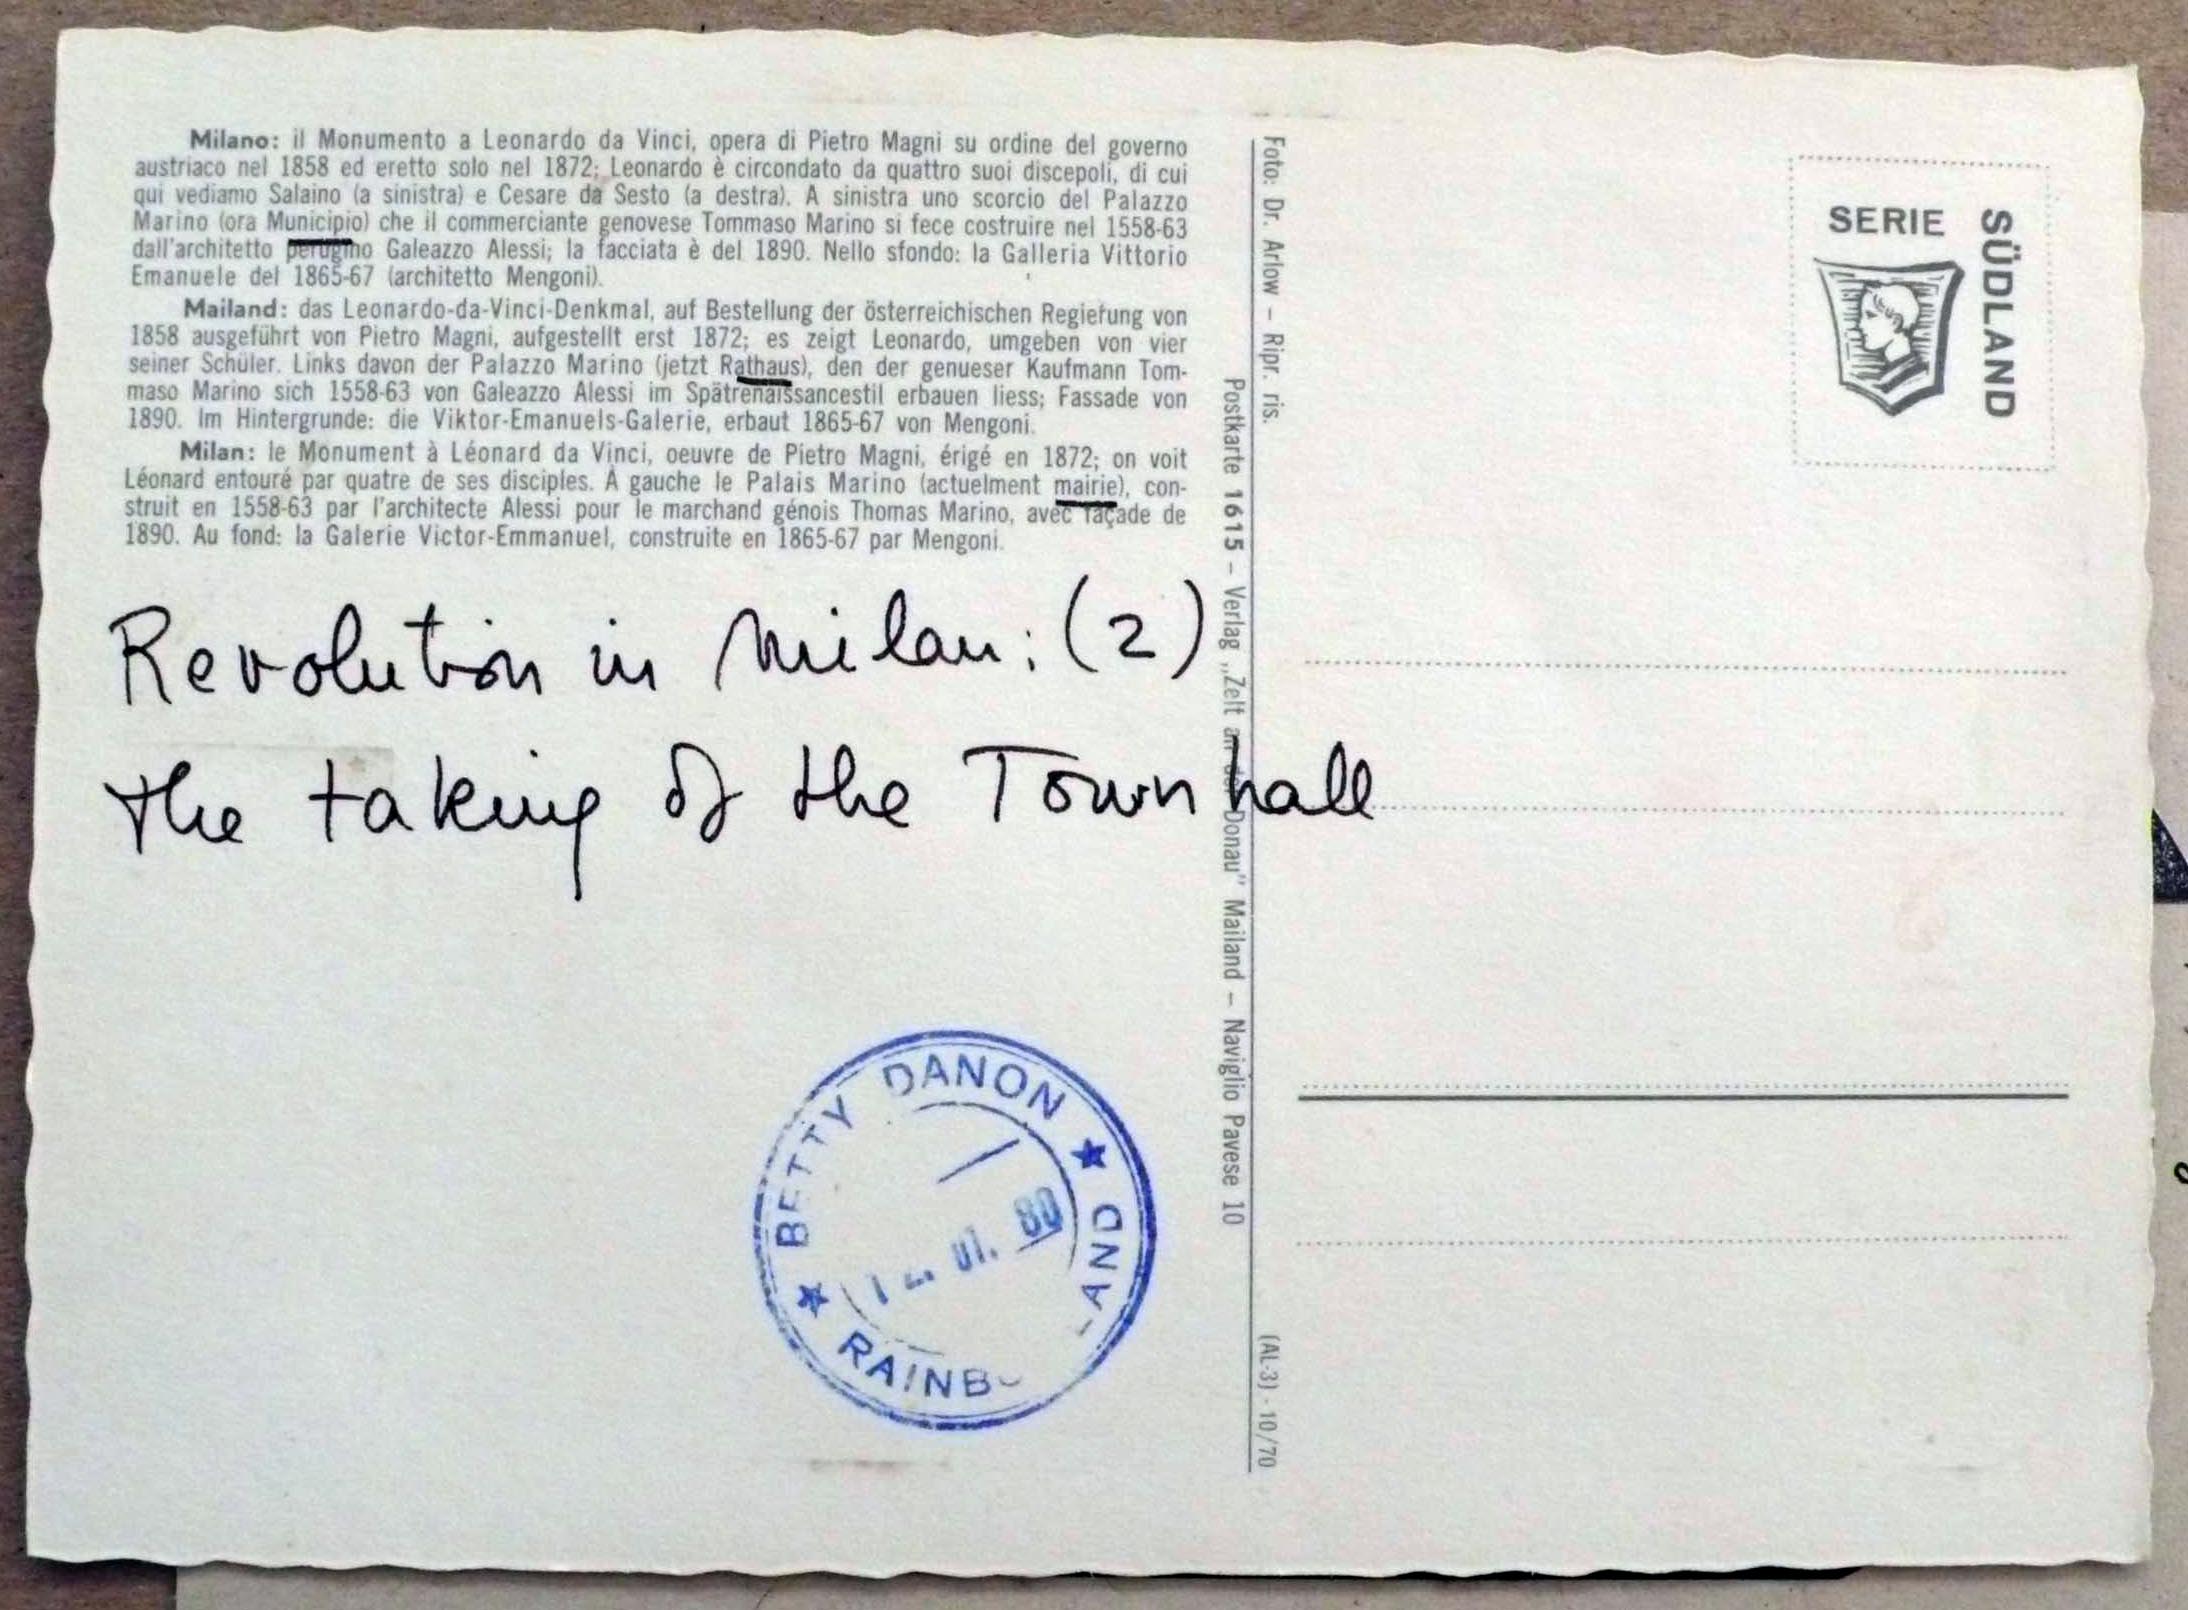 Milano: il Monumento a Leonardo da Vinci, opera di Pietro Magni su ordine del governo
austriaco nel 1858 ed eretto solo nel 1872; Leonardo è circondato da quattro suoi discepoli, di cui
qui vediamo Salaino (a sinistra) e Cesare da Sesto (a destra). A sinistra uno scorcio del Palazzo
Marino (ora Municipio) che il commerciante genovese Tommaso Marino si fece costruire nel 1558-63
dall'architetto perugino Galeazzo Alessi; la facciata è del 1890. Nello sfondo: la Galleria Vittorio
Emanuele del 1865-67 (architetto Mengoni).
Mailand: das Leonardo-da-Vinci-Denkmal, auf Bestellung der österreichischen Regierung von
1858 ausgeführt von Pietro Magni, aufgestellt erst 1872; es zeigt Leonardo, umgeben von vier
seiner Schüler. Links davon der Palazzo Marino (jetzt Rathaus), den der genueser Kaufmann Tom-
maso Marino sich 1558-63 von Galeazzo Alessi im Spätrenaissancestil erbauen liess; Fassade von
1890. Im Hintergrunde: die Viktor-Emanuels-Galerie, erbaut 1865-67 von Mengoni.
Milan: le Monument à Léonard da Vinci, oeuvre de Pietro Magni, érigé en 1872; on voit
Léonard entouré par quatre de ses disciples. À gauche le Palais Marino (actuelment mairie), con-
struit en 1558-63 par l'architecte Alessi pour le marchand génois Thomas Marino, avec façade de
1890. Au fond: la Galerie Victor-Emmanuel, construite en 1865-67 par Mengoni.
Revolution in Milan: (2)
the taking of the Town hall
BETTY DANON ★
80
★ RAINB
AND
Foto: Dr. Arlow – Ripr. ris.
Postkarte 1615 – Verlag „Zelt an der Donau" Mailand – Naviglio Pavese 10
(AL-3) - 10/70
SERIE
SÜDLAND